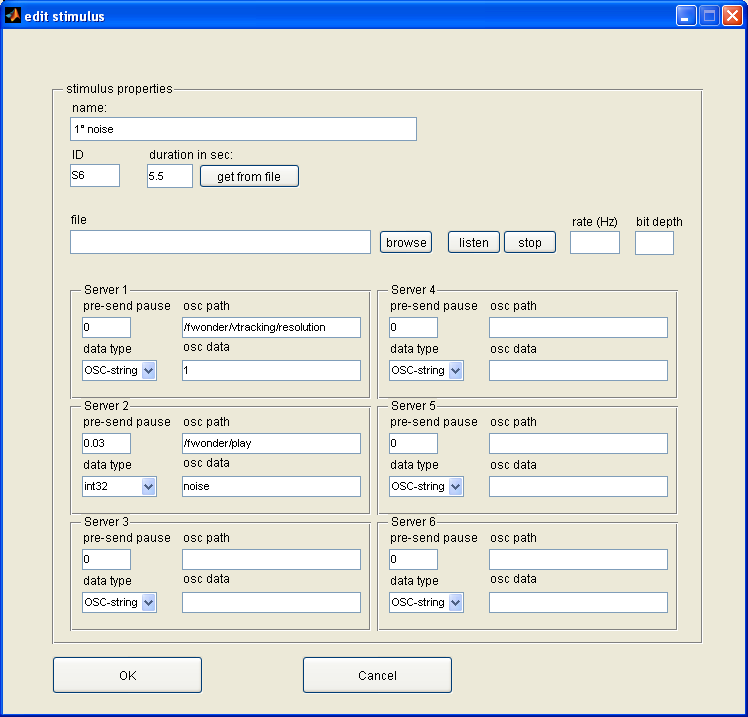 edit stimulus
stimulus properties
name:
1° noise
ID duration in sec:
S6 5.5 get from file
file rate (Hz) bit depth
browse listen stop
Server 1
pre-send pause osc path
0 /fwonder/vtracking/resolution
data type osc data
OSC-string 1
Server 4
pre-send pause osc path
0
data type osc data
OSC-string
Server 2
pre-send pause osc path
0.03 /fwonder/play
data type osc data
int32 noise
Server 5
pre-send pause osc path
0
data type osc data
OSC-string
Server 3
pre-send pause osc path
0
data type osc data
OSC-string
Server 6
pre-send pause osc path
0
data type osc data
OSC-string
OK Cancel